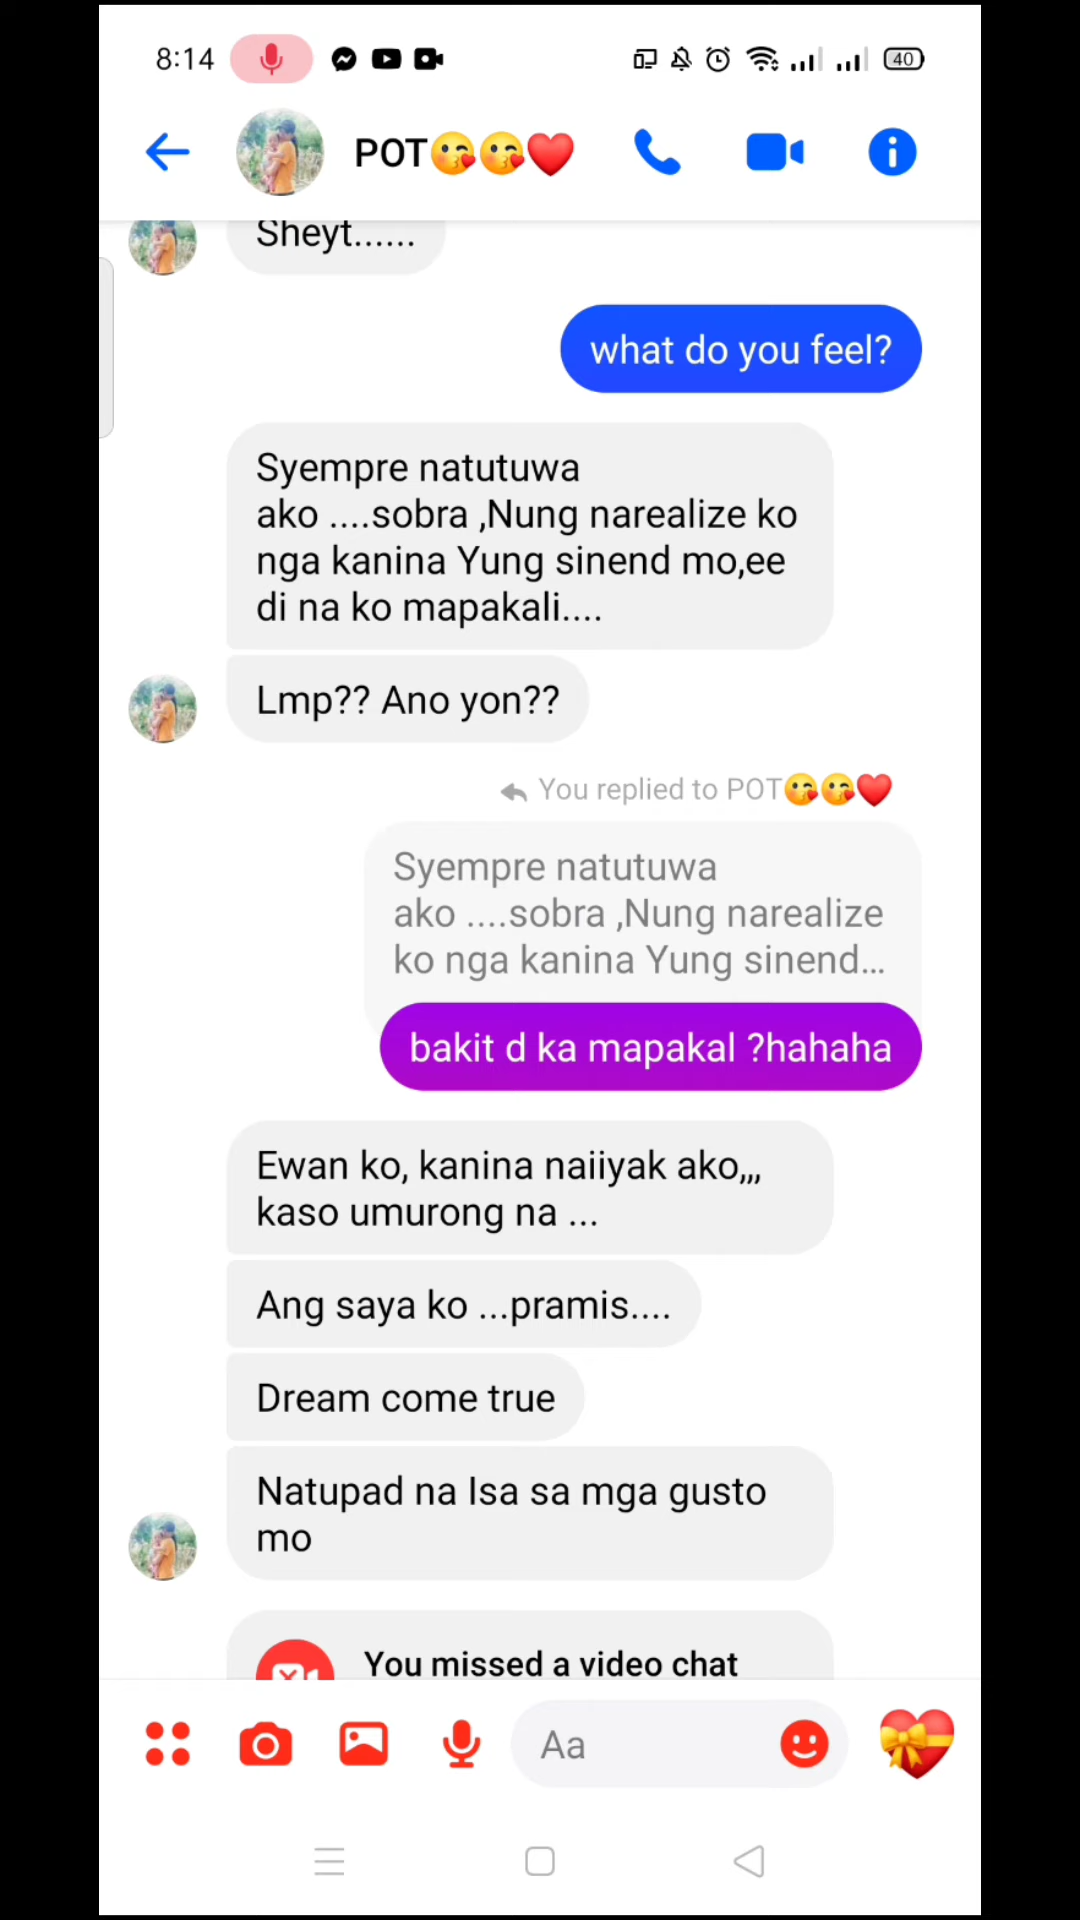 8:14
40
POT😘😘❤️
Sheyt......
what do you feel?
Syempre natutuwa
ako ....sobra ,Nung narealize ko
nga kanina Yung sinend mo,ee
di na ko mapakali....
Lmp?? Ano yon??
You replied to POT😘😘❤️
Syempre natutuwa
ako ....sobra ,Nung narealize
ko nga kanina Yung sinend...
bakit d ka mapakal ?hahaha
Ewan ko, kanina naiiyak ako,,,
kaso umurong na ...
Ang saya ko ...pramis....
Dream come true
Natupad na Isa sa mga gusto
mo
You missed a video chat
Aa